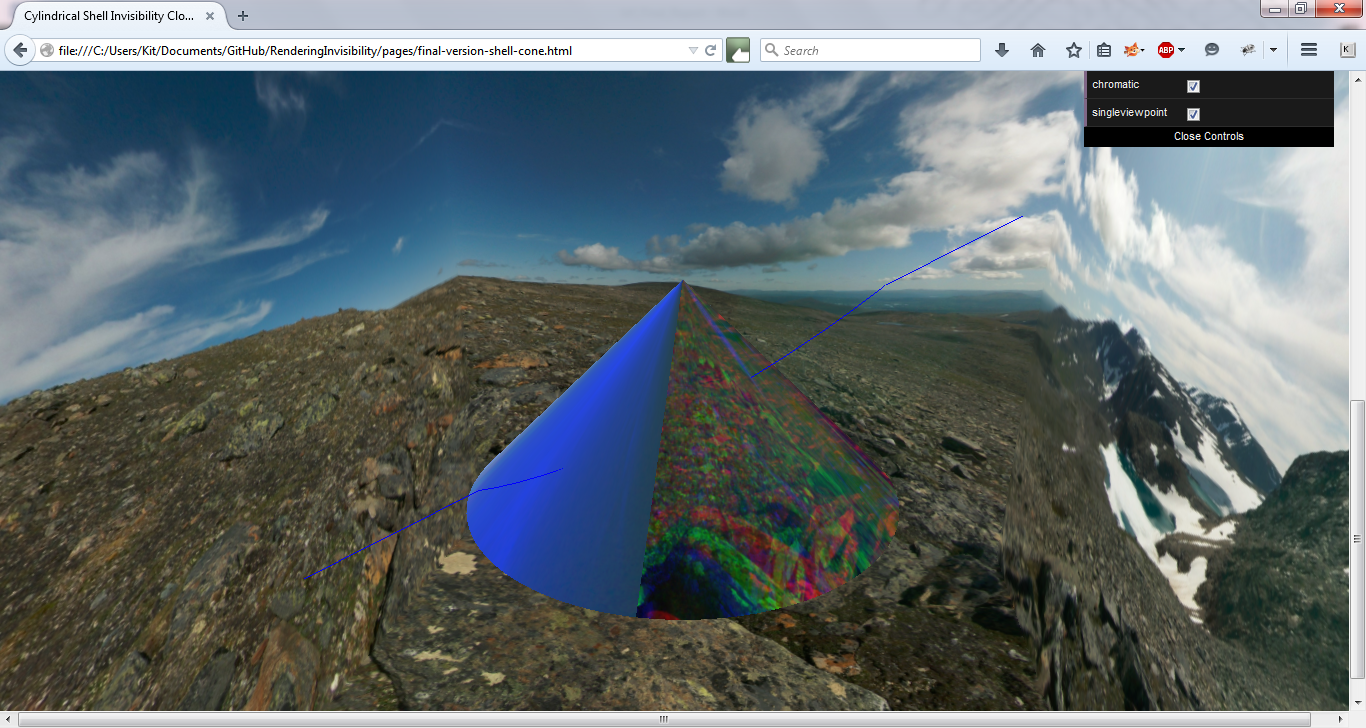 Cylindrical Shell Invisibility Clo...
file:///C:/Users/Kit/Documents/GitHub/RenderingInvisibility/pages/final-version-shell-cone.html
Search
ABP
K
chromatic
singleviewpoint
Close Controls